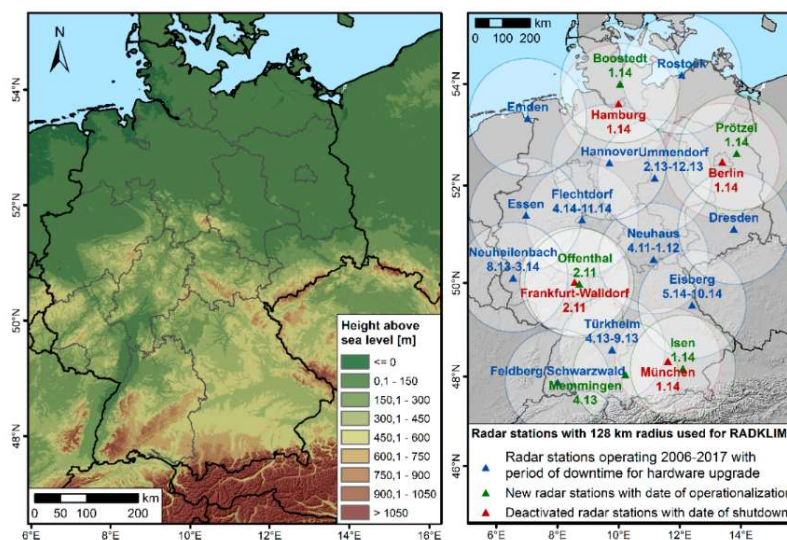 N
0 50 100 200
km
54°N
52°N
50°N
48°N
Height above
sea level [m]
<= 0
0,1 - 150
150,1 - 300
300,1 - 450
450,1 - 600
600,1 - 750
750,1 - 900
900,1 - 1050
> 1050
0 50 100 200
km
6°E 8°E 10°E 12°E 14°E 16°E
0 100 200
km
54°N
52°N
50°N
48°N
46°N
Boostedt
1.14
Rostock
Emden
Hamburg
1.14
Prötzel
1.14
Hannover
Ummendorf
2.13-12.13
Berlin
1.14
Essen
Flechtdorf
4.14-11.14
Dresden
Neuhaus
4.11-1.12
Neuheilenbach
8.13-3.14
Offenthal
2.11
Eisberg
5.14-10.14
Frankfurt-Walldorf
2.11
Türkheim
4.13-9.13
Isen
1.14
Feldberg/Schwarzwald
München
1.14
Memmingen
4.13
Radar stations with 128 km radius used for RADKLIM
Radar stations operating 2006-2017 with
period of downtime for hardware upgrade
New radar stations with date of operationalization
Deactivated radar stations with date of shutdown
6°E 8°E 10°E 12°E 14°E